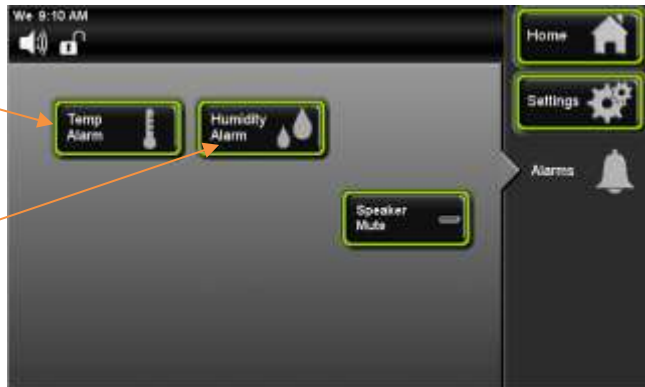 We 9:10 AM
Home
Settings
Temp
Alarm
Humidity
Alarm
Alarms
Speaker
Mute